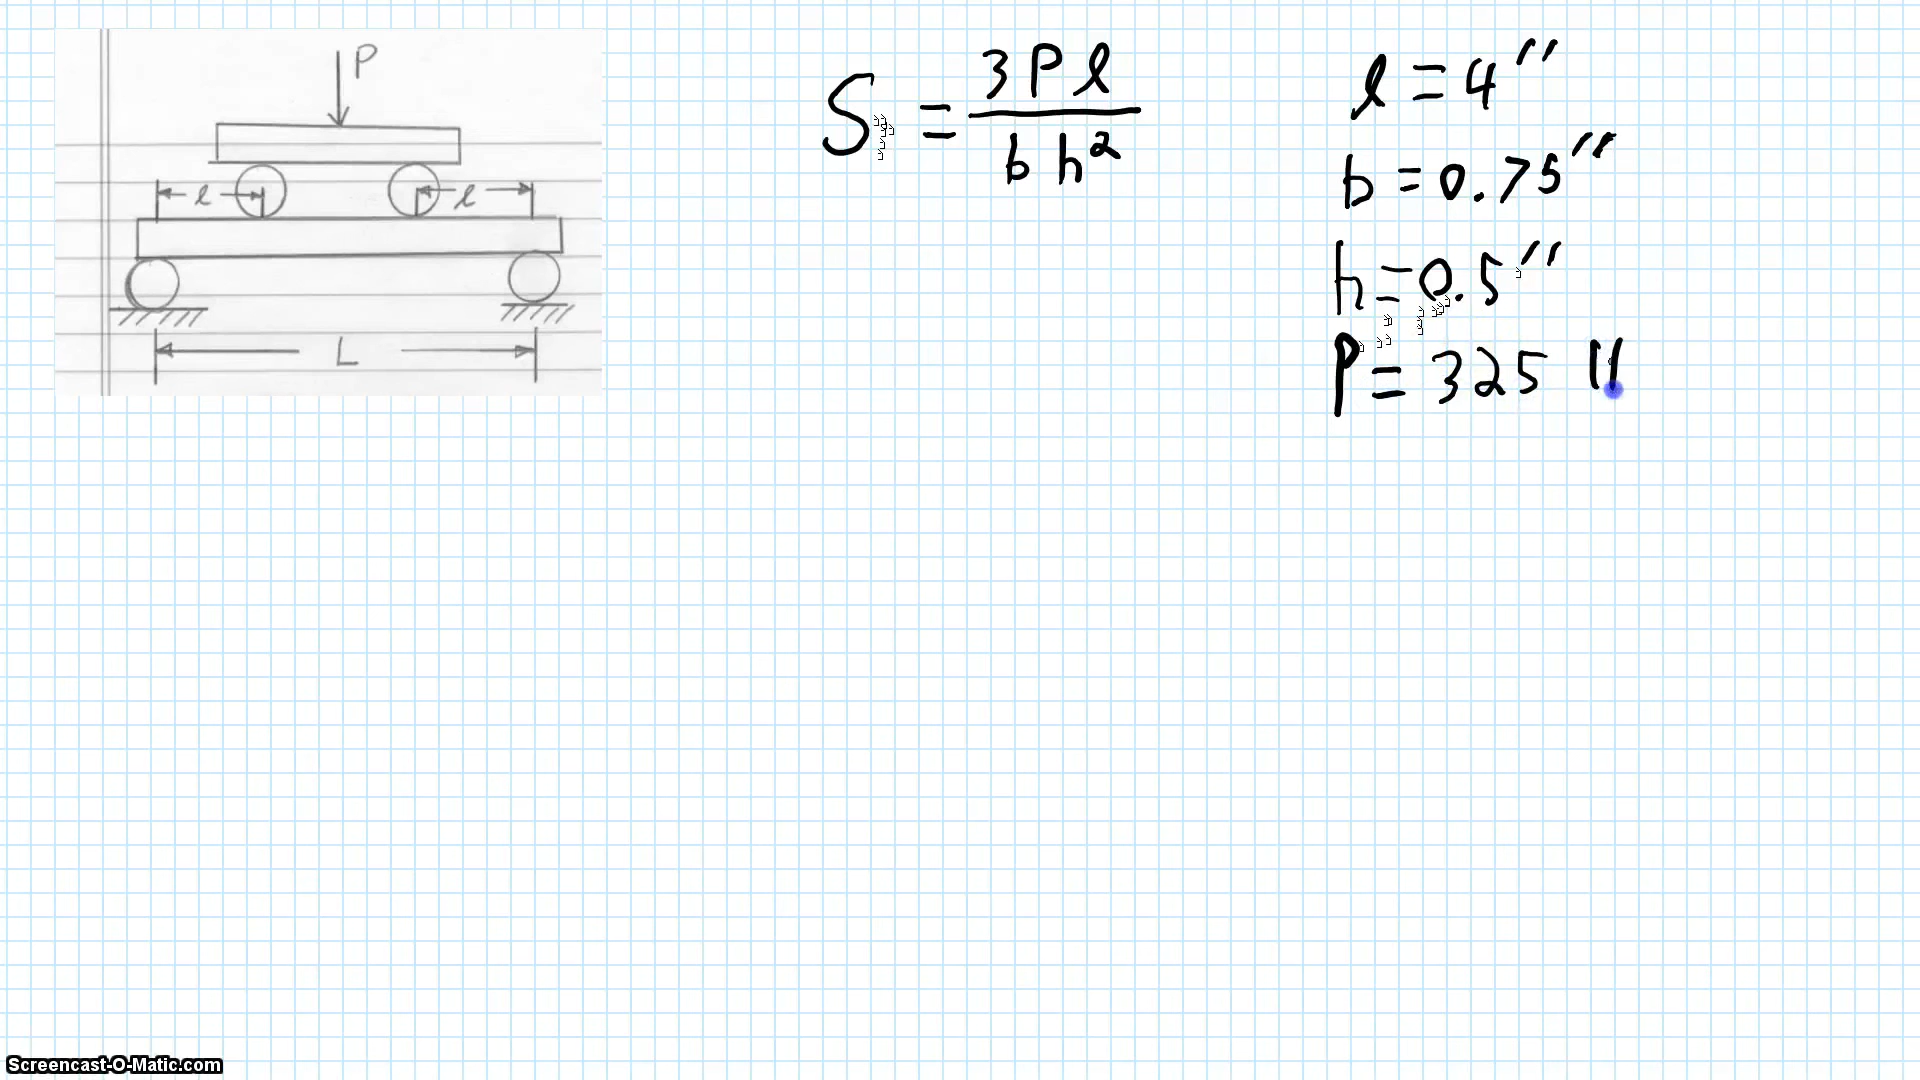 P
l l
L
S = 3Pl / bh²
l = 4"
b = 0.75"
h = 0.5"
P = 325 l
Screencast-O-Matic.com